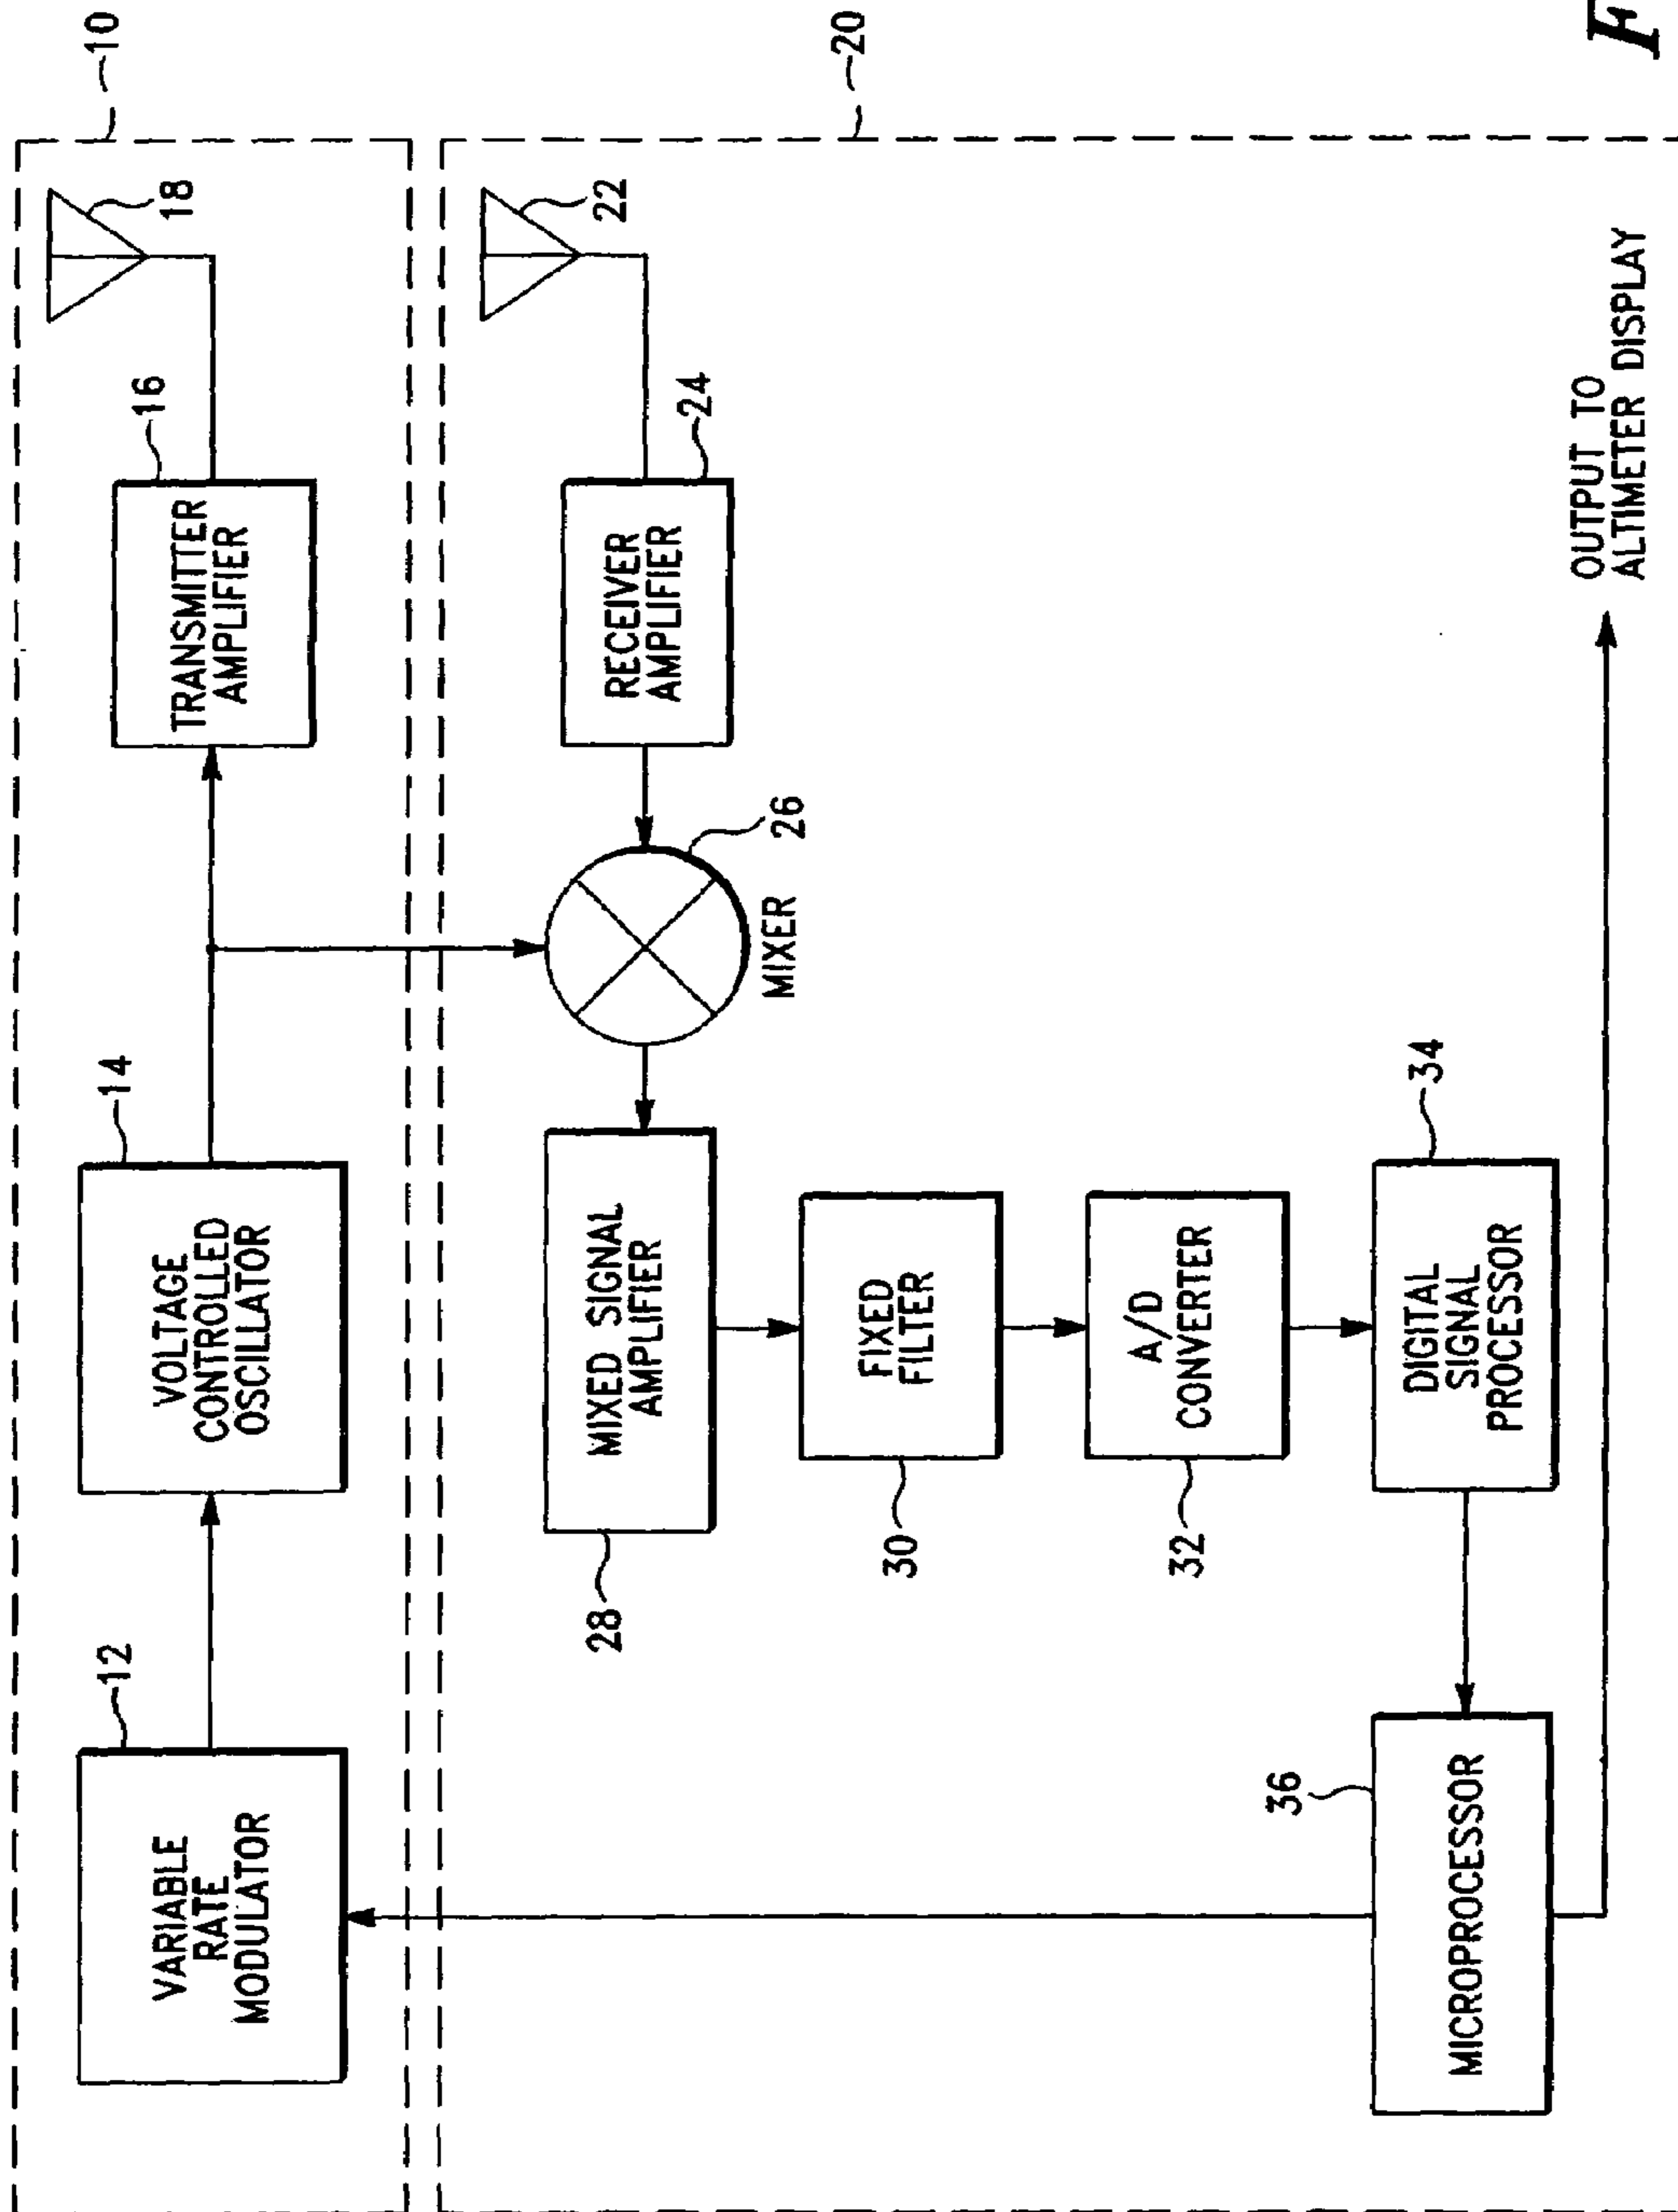 10
VARIABLE
RATE
MODULATOR
12
VOLTAGE
CONTROLLED
OSCILLATOR
14
TRANSMITTER
AMPLIFIER
16
18
20
22
RECEIVER
AMPLIFIER
24
26
MIXER
MIXED SIGNAL
AMPLIFIER
28
FIXED
FILTER
30
A/D
CONVERTER
32
DIGITAL
SIGNAL
PROCESSOR
34
MICROPROCESSOR
36
OUTPUT TO
ALTIMETER DISPLAY